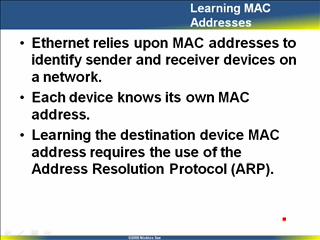 Learning MAC
Addresses
• Ethernet relies upon MAC addresses to
identify sender and receiver devices on
a network.
• Each device knows its own MAC
address.
• Learning the destination device MAC
address requires the use of the
Address Resolution Protocol (ARP).